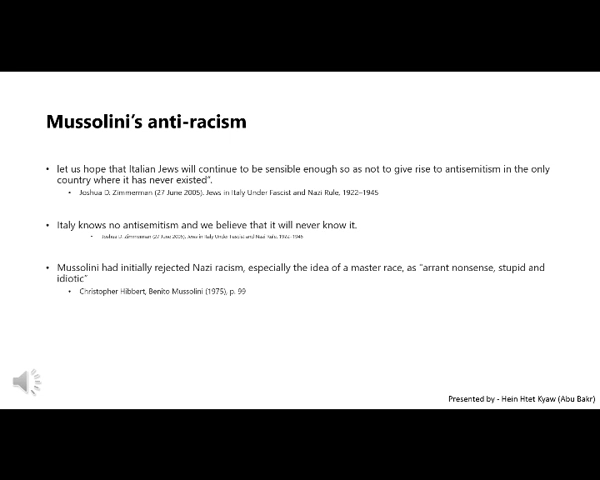 Mussolini's anti-racism
• let us hope that Italian Jews will continue to be sensible enough so as not to give rise to antisemitism in the only
country where it has never existed".
• Joshua D. Zimmerman (27 June 2005). Jews in Italy Under Fascist and Nazi Rule, 1922–1945
• Italy knows no antisemitism and we believe that it will never know it.
• Joshua D. Zimmerman (27 June 2005). Jews in Italy Under Fascist and Nazi Rule, 1922–1945
• Mussolini had initially rejected Nazi racism, especially the idea of a master race, as "arrant nonsense, stupid and
idiotic"
• Christopher Hibbert, Benito Mussolini (1975), p. 99
Presented by - Hein Htet Kyaw (Abu Bakr)